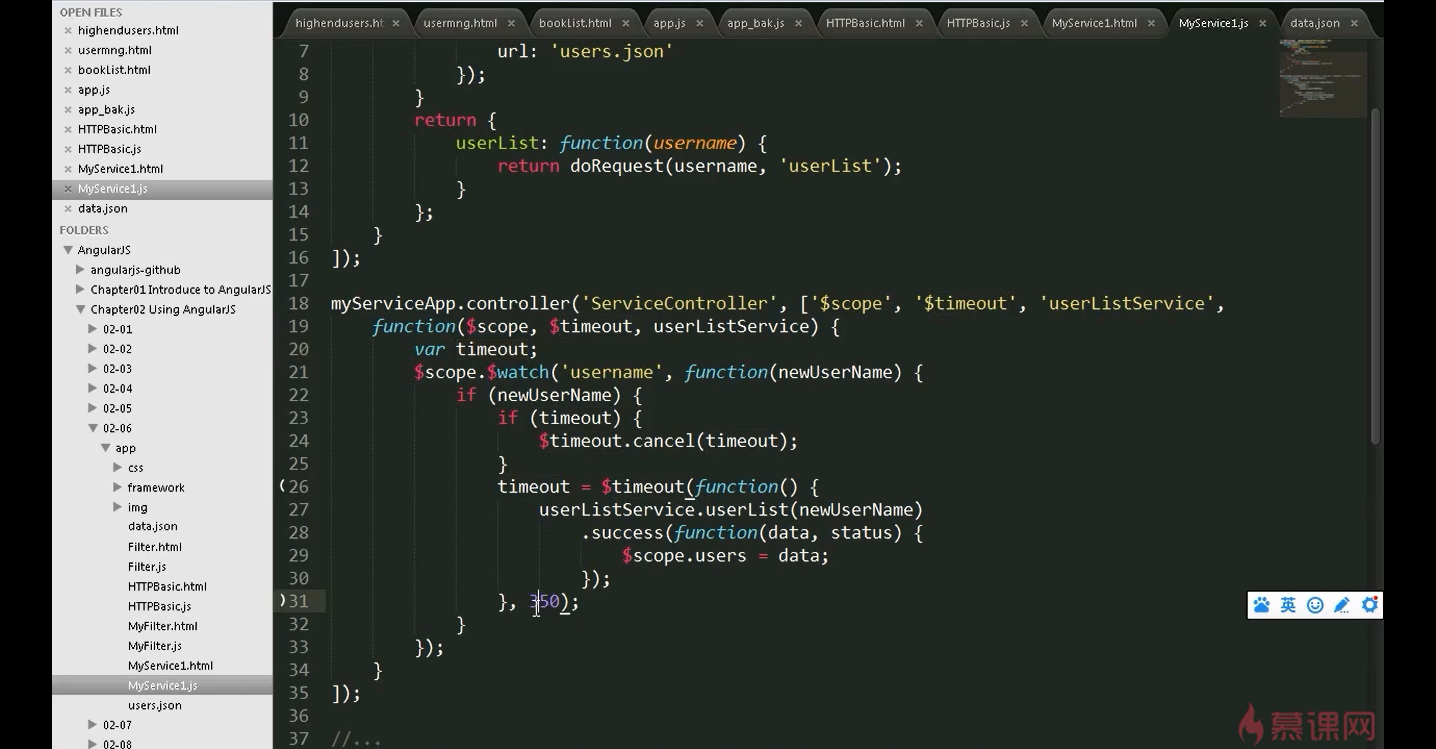 OPEN FILES
highendusers.html
usermng.html
bookList.html
app.js
app_bak.js
HTTPBasic.html
HTTPBasic.js
MyService1.html
MyService1.js
data.json
FOLDERS
AngularJS
angularjs-github
Chapter01 Introduce to AngularJS
Chapter02 Using AngularJS
02-01
02-02
02-03
02-04
02-05
02-06
app
css
framework
img
data.json
Filter.html
Filter.js
HTTPBasic.html
HTTPBasic.js
MyFilter.html
MyFilter.js
MyService1.html
MyService1.js
users.json
02-07
02-08
highendusers.ht × usermng.html × bookList.html × app.js × app_bak.js × HTTPBasic.html × HTTPBasic.js × MyService1.html × MyService1.js × data.json ×
7 url: 'users.json'
8 });
9 }
10 return {
11 userList: function(username) {
12 return doRequest(username, 'userList');
13 }
14 };
15 }
16 ]);
17
18 myServiceApp.controller('ServiceController', ['$scope', '$timeout', 'userListService',
19 function($scope, $timeout, userListService) {
20 var timeout;
21 $scope.$watch('username', function(newUserName) {
22 if (newUserName) {
23 if (timeout) {
24 $timeout.cancel(timeout);
25 }
26 timeout = $timeout(function() {
27 userListService.userList(newUserName)
28 .success(function(data, status) {
29 $scope.users = data;
30 });
31 }, 350);
32 }
33 });
34 }
35 ]);
36
37 //...
英
慕课网